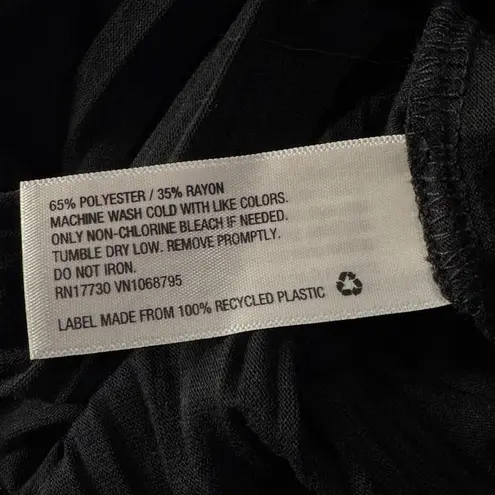 65% POLYESTER / 35% RAYON
MACHINE WASH COLD WITH LIKE COLORS.
ONLY NON-CHLORINE BLEACH IF NEEDED.
TUMBLE DRY LOW. REMOVE PROMPTLY.
DO NOT IRON.
RN17730 VN1068795
LABEL MADE FROM 100% RECYCLED PLASTIC